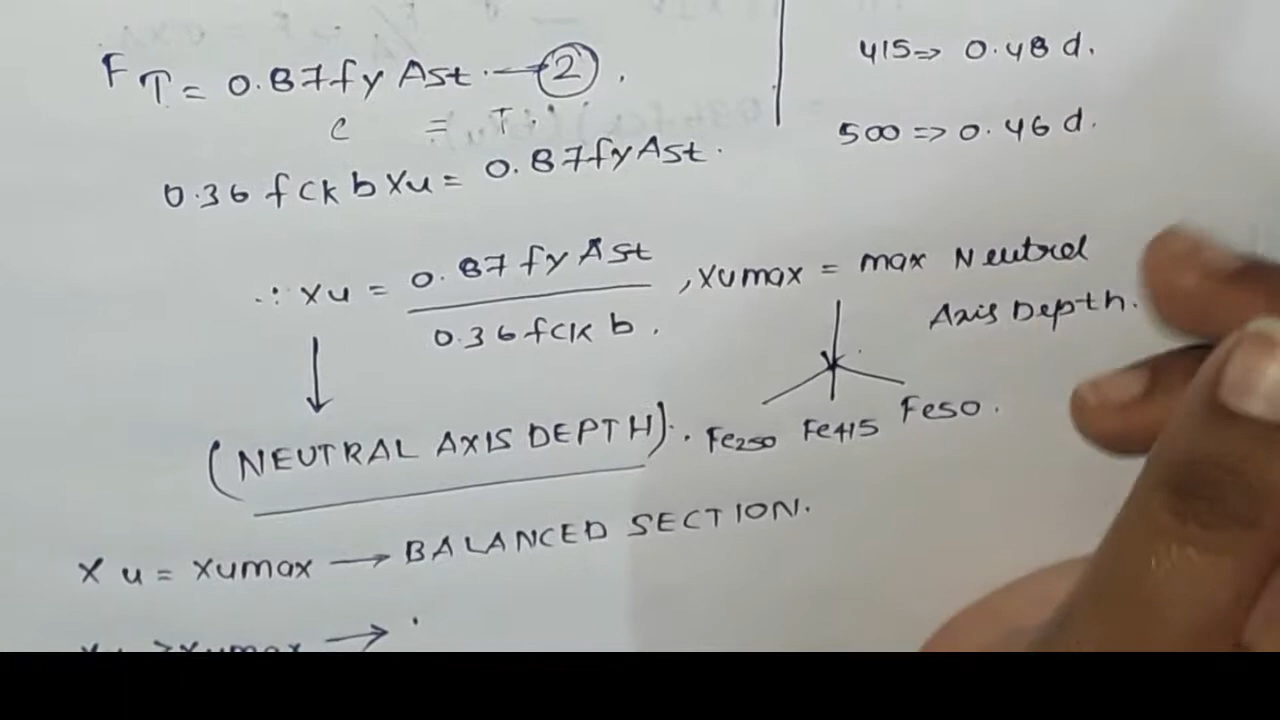 F T = 0.87fy Ast. → ②.
C = T.
0.36 fck b Xu = 0.87fy Ast.
∴ Xu = 0.87 fy Ast / 0.36 fck b. , Xumax = max Neutral
Axis Depth.
(NEUTRAL AXIS DEPTH). Fe250 Fe415 Fe50.
Xu = Xumax → BALANCED SECTION.
Xu > Xumax →
415 => 0.48 d.
500 => 0.46 d.